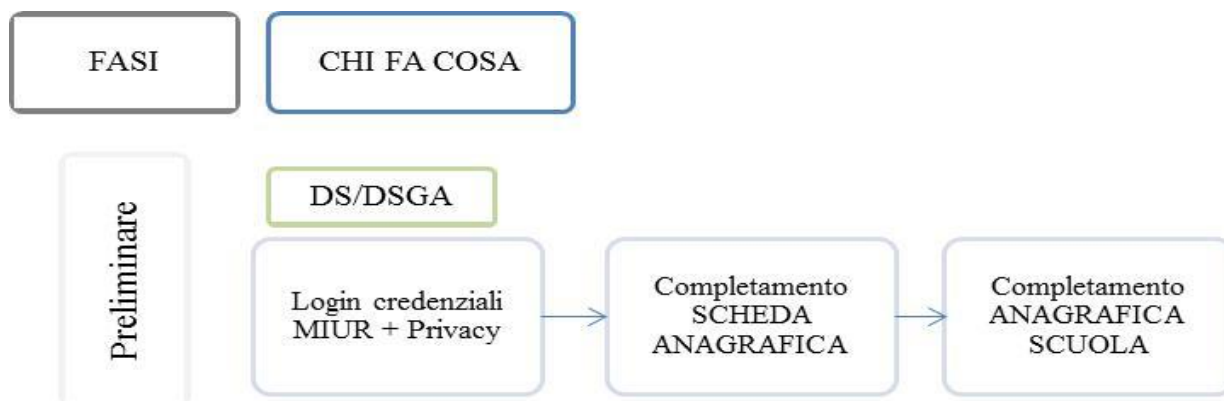 FASI
CHI FA COSA
Preliminare
DS/DSGA
Login credenziali
MIUR + Privacy
Completamento
SCHEDA
ANAGRAFICA
Completamento
ANAGRAFICA
SCUOLA